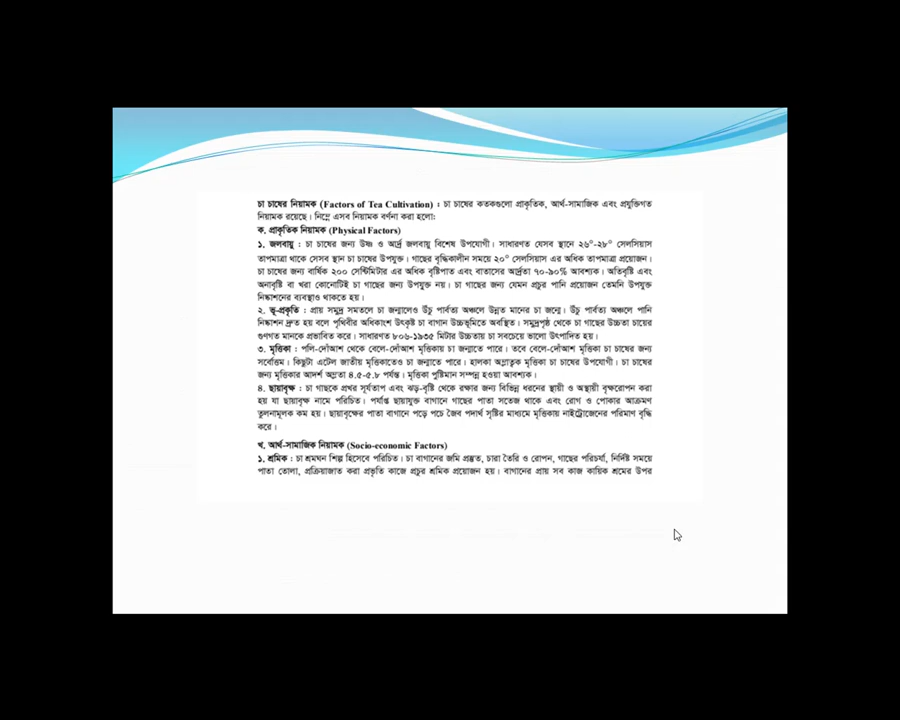 চা চাষের নিয়ামক (Factors of Tea Cultivation) : চা চাষের কতকগুলো প্রাকৃতিক, আর্থ-সামাজিক এবং প্রযুক্তিগত
নিয়ামক রয়েছে। নিম্নে এসব নিয়ামক বর্ণনা করা হলো:
ক. প্রাকৃতিক নিয়ামক (Physical Factors)
১. জলবায়ু : চা চাষের জন্য উষ্ণ ও আর্দ্র জলবায়ু বিশেষ উপযোগী। সাধারণত যেসব স্থানে ২৬°-২৮° সেলসিয়াস
তাপমাত্রা থাকে সেসব স্থান চা চাষের উপযুক্ত। গাছের বৃদ্ধিকালীন সময়ে ২০° সেলসিয়াস এর অধিক তাপমাত্রা প্রয়োজন।
চা চাষের জন্য বার্ষিক ২০০ সেন্টিমিটার এর অধিক বৃষ্টিপাত এবং বাতাসের আর্দ্রতা ৭০-৯০% আবশ্যক। অতিবৃষ্টি এবং
অনাবৃষ্টি বা খরা কোনোটিই চা গাছের জন্য উপযুক্ত নয়। চা গাছের জন্য যেমন প্রচুর পানি প্রয়োজন তেমনি উপযুক্ত
নিষ্কাশনের ব্যবস্থাও থাকতে হয়।
২. ভূ-প্রকৃতি : প্রায় সমুদ্র সমতলে চা জন্মালেও উঁচু পার্বত্য অঞ্চলে উন্নত মানের চা জন্মে। উঁচু পার্বত্য অঞ্চলে পানি
নিষ্কাশন দ্রুত হয় বলে পৃথিবীর অধিকাংশ উৎকৃষ্ট চা বাগান উচ্চভূমিতে অবস্থিত। সমুদ্রপৃষ্ঠ থেকে চা গাছের উচ্চতা চায়ের
গুণগত মানকে প্রভাবিত করে। সাধারণত ৮০৬-১৯৩৫ মিটার উচ্চতায় চা সবচেয়ে ভালো উৎপাদিত হয়।
৩. মৃত্তিকা : পলি-দোঁআশ থেকে বেলে-দোঁআশ মৃত্তিকায় চা জন্মাতে পারে। তবে বেলে-দোঁআশ মৃত্তিকা চা চাষের জন্য
সর্বোত্তম। কিছুটা এটেল জাতীয় মৃত্তিকাতেও চা জন্মাতে পারে। হালকা অম্লাত্বক মৃত্তিকা চা চাষের উপযোগী। চা চাষের
জন্য মৃত্তিকার আদর্শ অম্লতা ৪.৫-৫.৮ পর্যন্ত। মৃত্তিকা পুষ্টিমান সম্পন্ন হওয়া আবশ্যক।
৪. ছায়াবৃক্ষ : চা গাছকে প্রখর সূর্যতাপ এবং ঝড়-বৃষ্টি থেকে রক্ষার জন্য বিভিন্ন ধরনের স্থায়ী ও অস্থায়ী বৃক্ষরোপন করা
হয় যা ছায়াবৃক্ষ নামে পরিচিত। পর্যাপ্ত ছায়াযুক্ত বাগানে গাছের পাতা সতেজ থাকে এবং রোগ ও পোকার আক্রমণ
তুলনামূলক কম হয়। ছায়াবৃক্ষের পাতা বাগানে পড়ে পচে জৈব পদার্থ সৃষ্টির মাধ্যমে মৃত্তিকায় নাইট্রোজেনের পরিমাণ বৃদ্ধি
করে।
খ. আর্থ-সামাজিক নিয়ামক (Socio-economic Factors)
১. শ্রমিক : চা শ্রমঘন শিল্প হিসেবে পরিচিত। চা বাগানের জমি প্রস্তুত, চারা তৈরি ও রোপন, গাছের পরিচর্যা, নির্দিষ্ট সময়ে
পাতা তোলা, প্রক্রিয়াজাত করা প্রভৃতি কাজে প্রচুর শ্রমিক প্রয়োজন হয়। বাগানের প্রায় সব কাজ কায়িক শ্রমের উপর